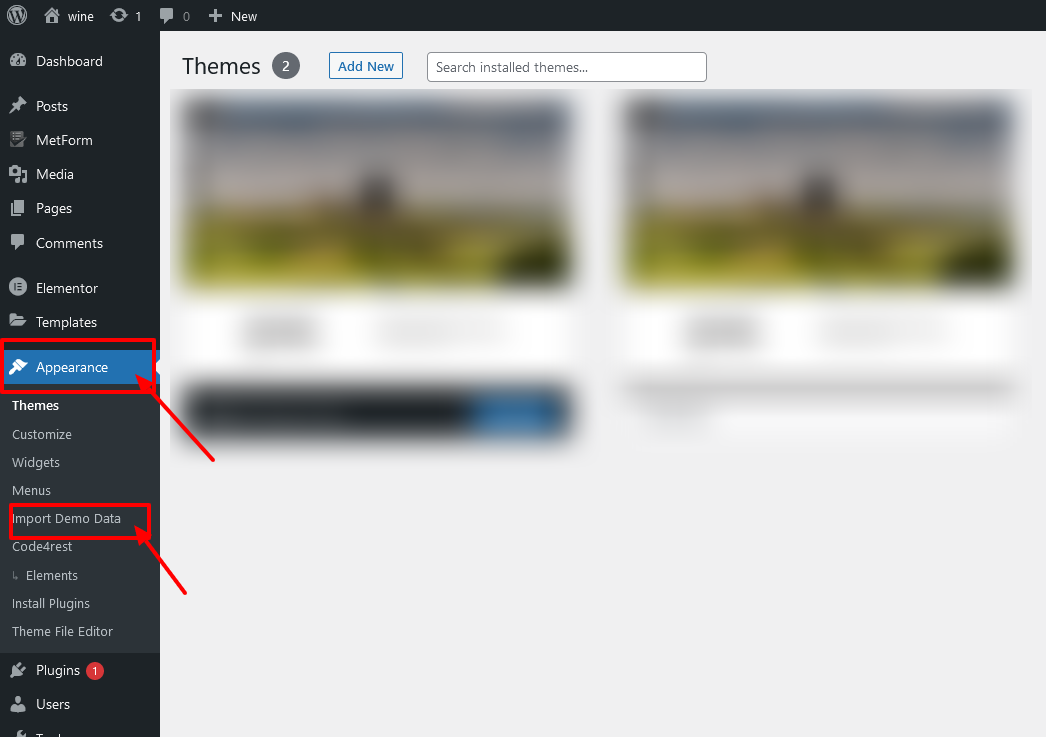 wine 1 0 New
Dashboard
Posts
MetForm
Media
Pages
Comments
Elementor
Templates
Appearance
Themes
Customize
Widgets
Menus
Import Demo Data
Code4rest
Elements
Install Plugins
Theme File Editor
Plugins 1
Users
Themes 2 Add New Search installed themes...